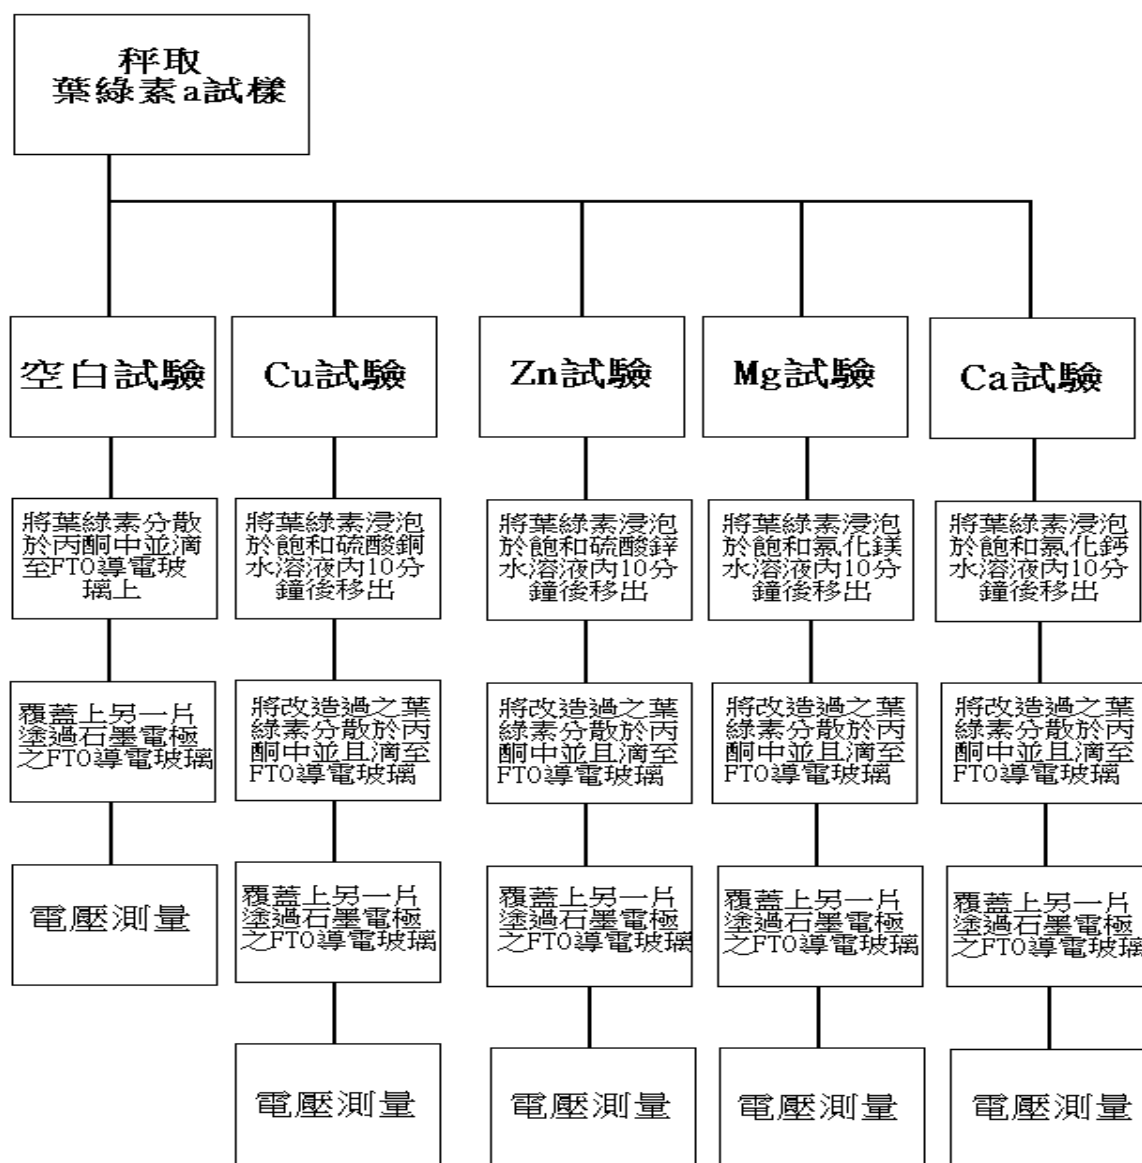 秤取
葉綠素a試樣
空白試驗
Cu試驗
Zn試驗
Mg試驗
Ca試驗
將葉綠素分散
於丙酮中並滴
至FTO導電玻
璃上
將葉綠素浸泡
於飽和硫酸銅
水溶液內10分
鐘後移出
將葉綠素浸泡
於飽和硫酸鋅
水溶液內10分
鐘後移出
將葉綠素浸泡
於飽和氯化鎂
水溶液內10分
鐘後移出
將葉綠素浸泡
於飽和氯化鈣
水溶液內10分
鐘後移出
覆蓋上另一片
塗過石墨電極
之FTO導電玻璃
將改造過之葉
綠素分散於丙
酮中並且滴至
FTO導電玻璃
將改造過之葉
綠素分散於丙
酮中並且滴至
FTO導電玻璃
將改造過之葉
綠素分散於丙
酮中並且滴至
FTO導電玻璃
將改造過之葉
綠素分散於丙
酮中並且滴至
FTO導電玻璃
電壓測量
覆蓋上另一片
塗過石墨電極
之FTO導電玻璃
覆蓋上另一片
塗過石墨電極
之FTO導電玻璃
覆蓋上另一片
塗過石墨電極
之FTO導電玻璃
覆蓋上另一片
塗過石墨電極
之FTO導電玻璃
電壓測量
電壓測量
電壓測量
電壓測量